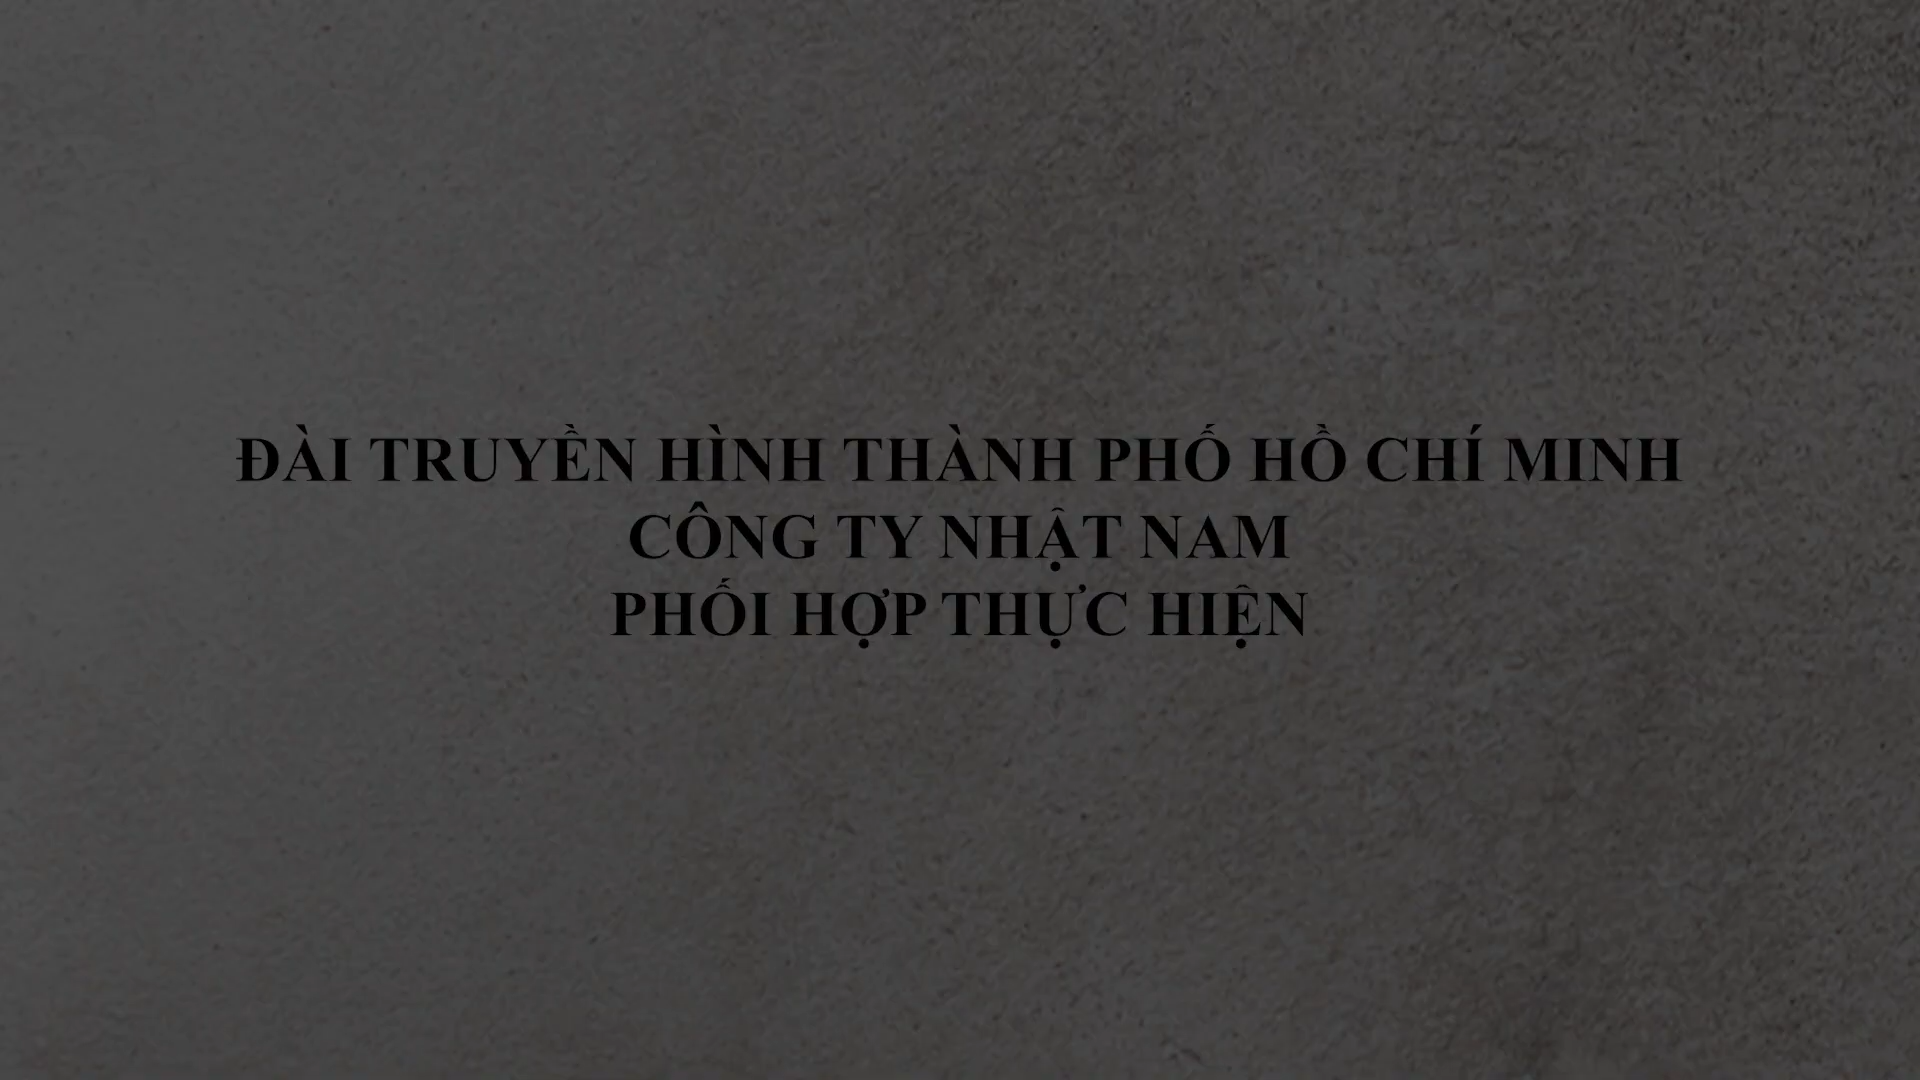 ĐÀI TRUYỀN HÌNH THÀNH PHỐ HỒ CHÍ MINH
CÔNG TY NHẬT NAM
PHỐI HỢP THỰC HIỆN